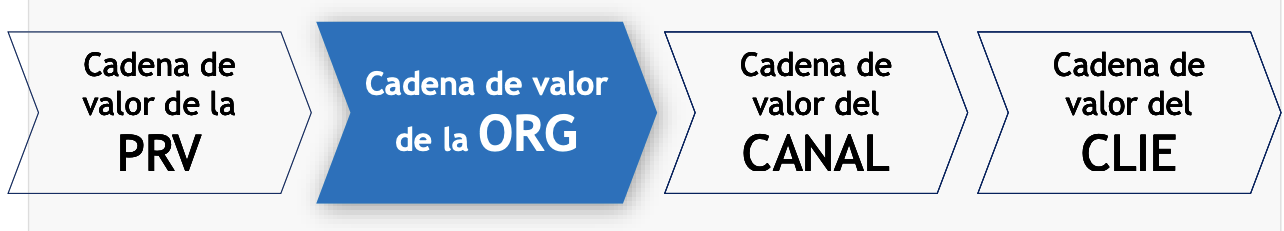 Cadena de
valor de la
PRV
Cadena de valor
de la ORG
Cadena de
valor del
CANAL
Cadena de
valor del
CLIE